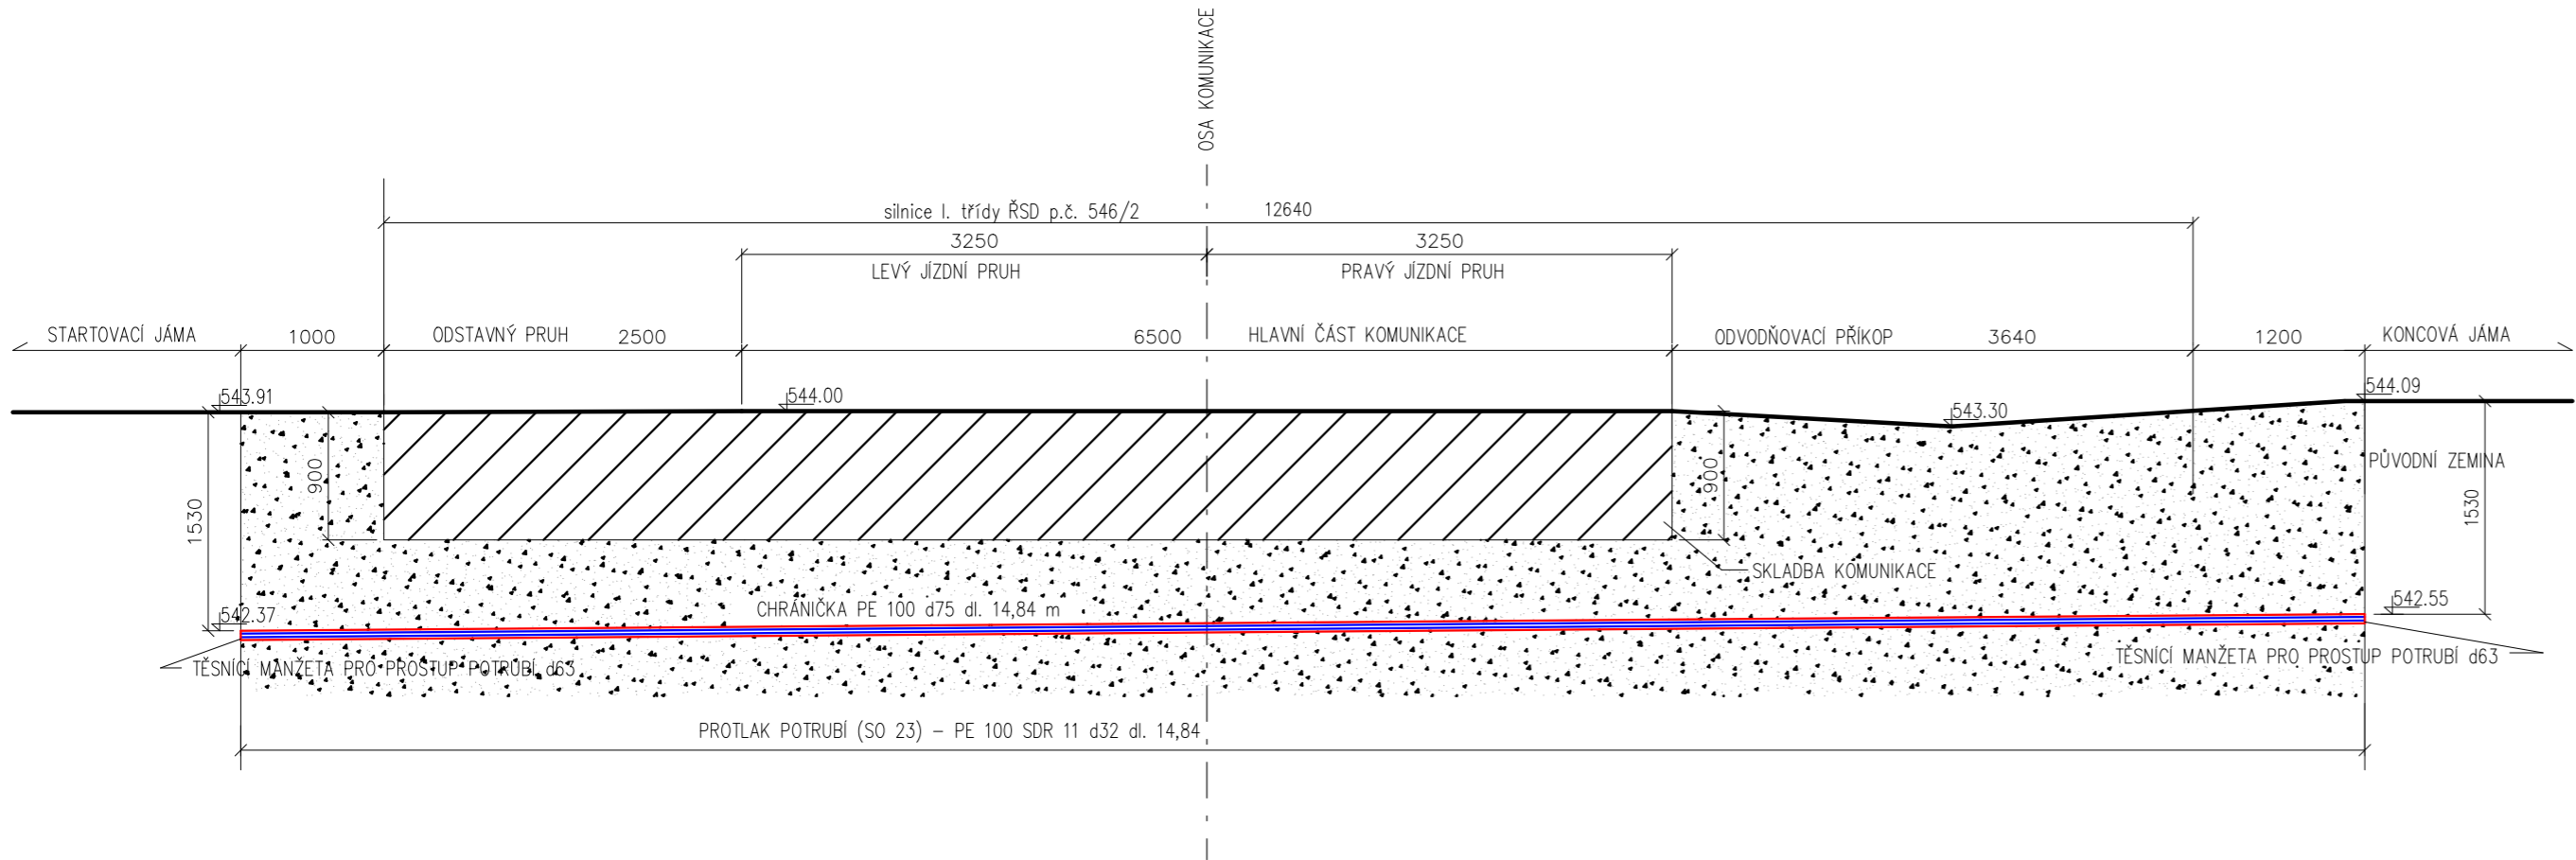 OSA KOMUNIKACE
silnice I. třídy ŘSD p.č. 546/2
12640
3250
3250
LEVÝ JÍZDNÍ PRUH
PRAVÝ JÍZDNÍ PRUH
STARTOVACÍ JÁMA
1000
ODSTAVNÝ PRUH
2500
6500
HLAVNÍ ČÁST KOMUNIKACE
ODVODŇOVACÍ PŘÍKOP
3640
1200
KONCOVÁ JÁMA
543.91
544.00
543.30
544.09
900
1530
900
PŮVODNÍ ZEMINA
1530
SKLADBA KOMUNIKACE
CHRÁNIČKA PE 100 d75 dl. 14,84 m
542.37
542.55
TĚSNÍCÍ MANŽETA PRO PROSTUP POTRUBÍ d63
TĚSNÍCÍ MANŽETA PRO PROSTUP POTRUBÍ d63
PROTLAK POTRUBÍ (SO 23) – PE 100 SDR 11 d32 dl. 14,84